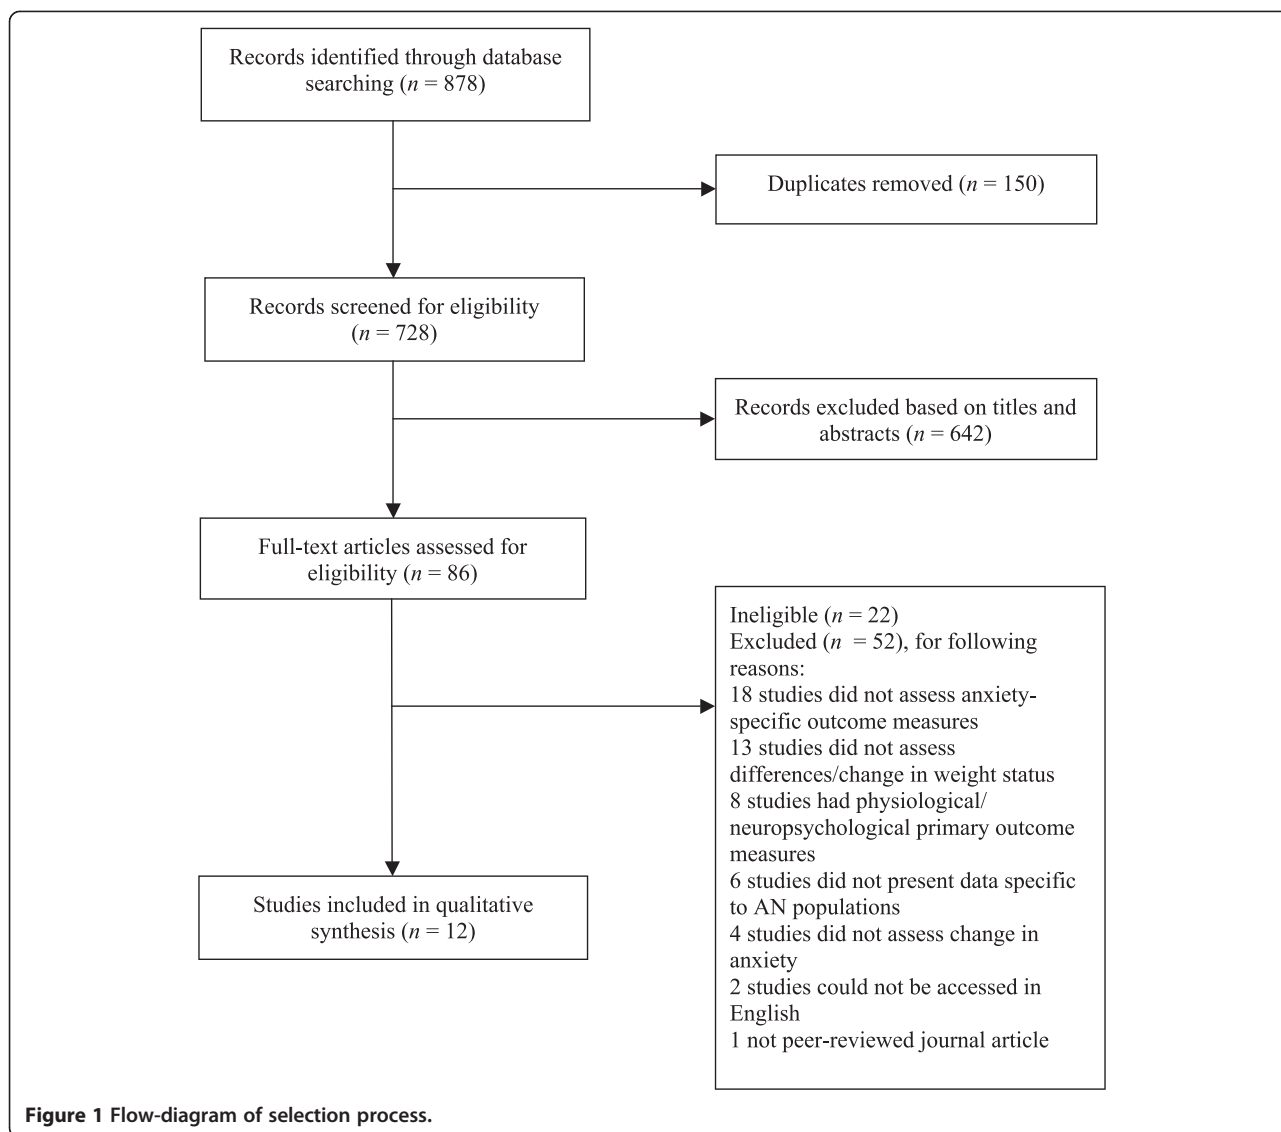 Records identified through database
searching (n = 878)
Duplicates removed (n = 150)
Records screened for eligibility
(n = 728)
Records excluded based on titles and
abstracts (n = 642)
Full-text articles assessed for
eligibility (n = 86)
Ineligible (n = 22)
Excluded (n = 52), for following
reasons:
18 studies did not assess anxiety-
specific outcome measures
13 studies did not assess
differences/change in weight status
8 studies had physiological/
neuropsychological primary outcome
measures
6 studies did not present data specific
to AN populations
4 studies did not assess change in
anxiety
2 studies could not be accessed in
English
1 not peer-reviewed journal article
Studies included in qualitative
synthesis (n = 12)
Figure 1 Flow-diagram of selection process.